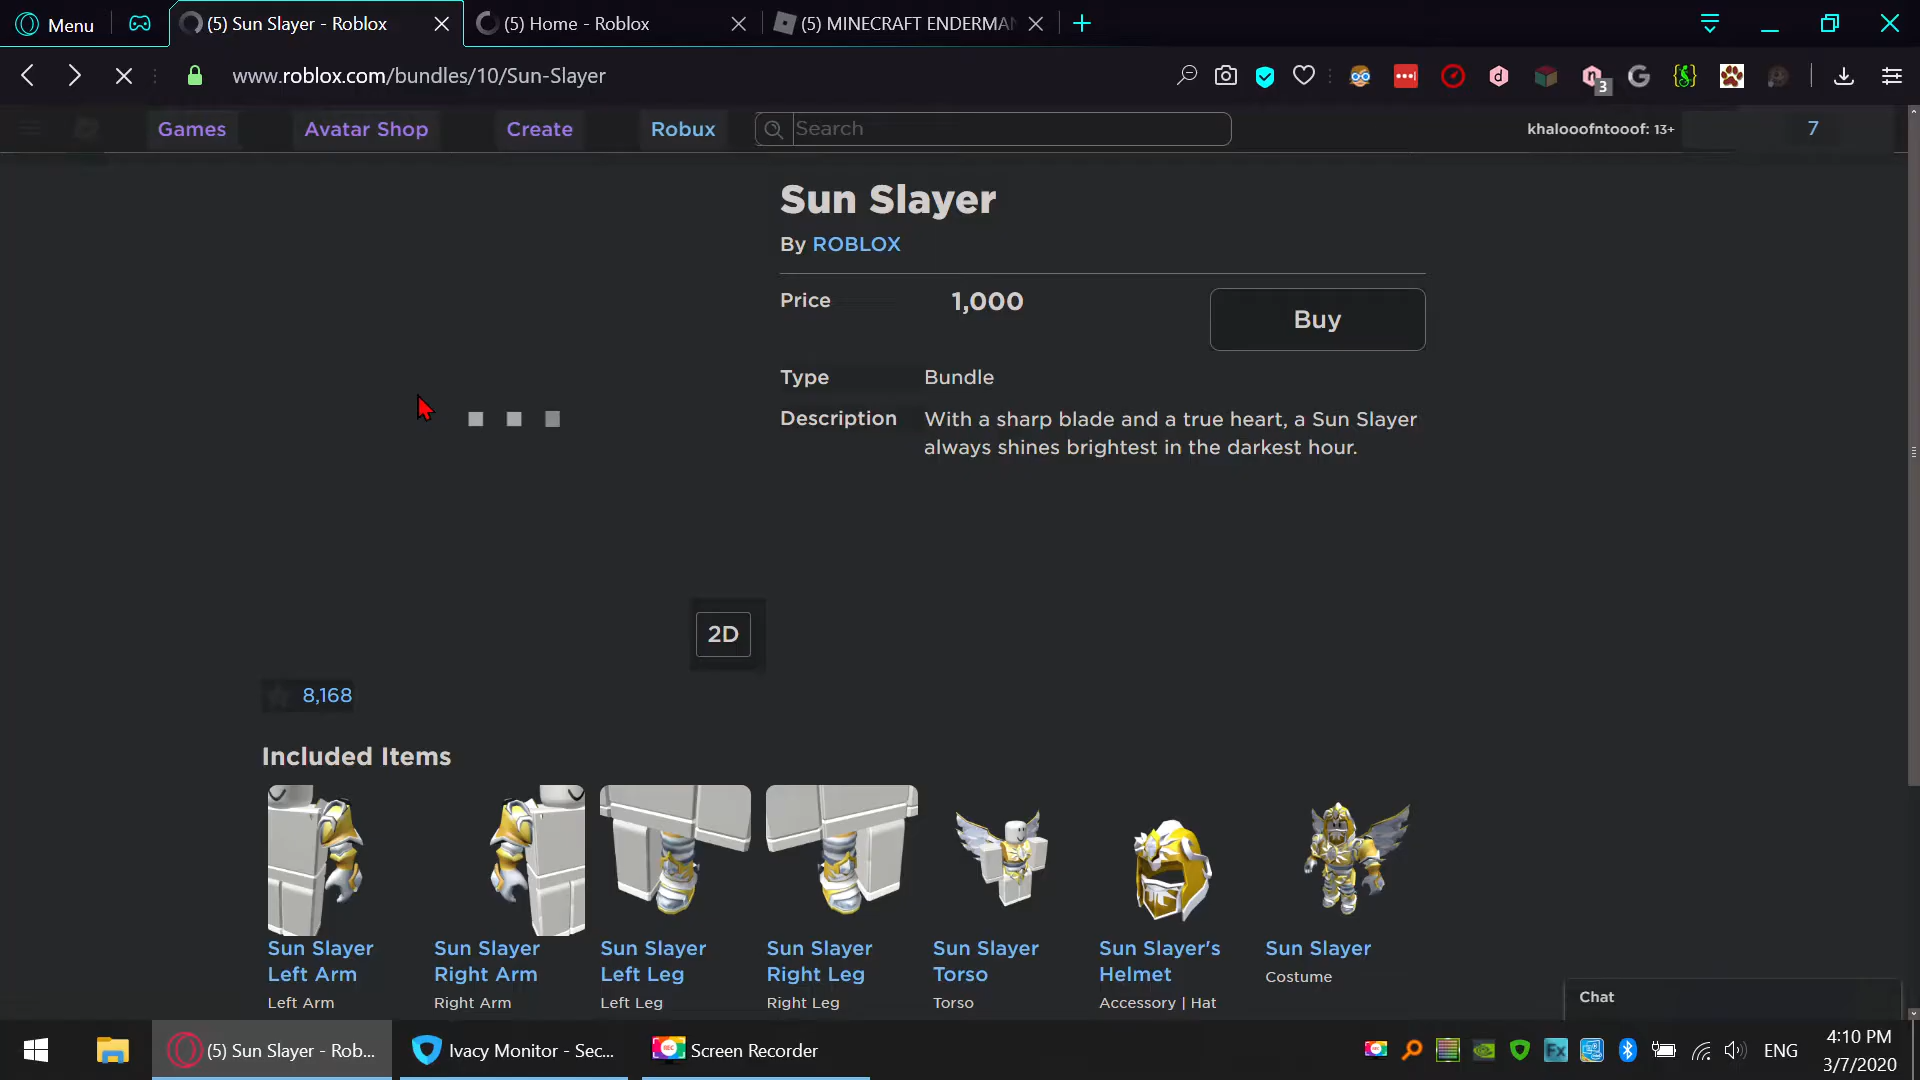 Menu
(5) Sun Slayer - Roblox
(5) Home - Roblox
(5) MINECRAFT ENDERMAN
www.roblox.com/bundles/10/Sun-Slayer
3
Games
Avatar Shop
Create
Robux
Search
khalooofntooof: 13+
7
Sun Slayer
By ROBLOX
Price
1,000
Buy
Type
Bundle
Description
With a sharp blade and a true heart, a Sun Slayer
always shines brightest in the darkest hour.
2D
8,168
Included Items
Sun Slayer
Left Arm
Left Arm
Sun Slayer
Right Arm
Right Arm
Sun Slayer
Left Leg
Left Leg
Sun Slayer
Right Leg
Right Leg
Sun Slayer
Torso
Torso
Sun Slayer's
Helmet
Accessory | Hat
Sun Slayer
Costume
Chat
(5) Sun Slayer - Rob...
Ivacy Monitor - Sec...
Screen Recorder
ENG
4:10 PM
3/7/2020